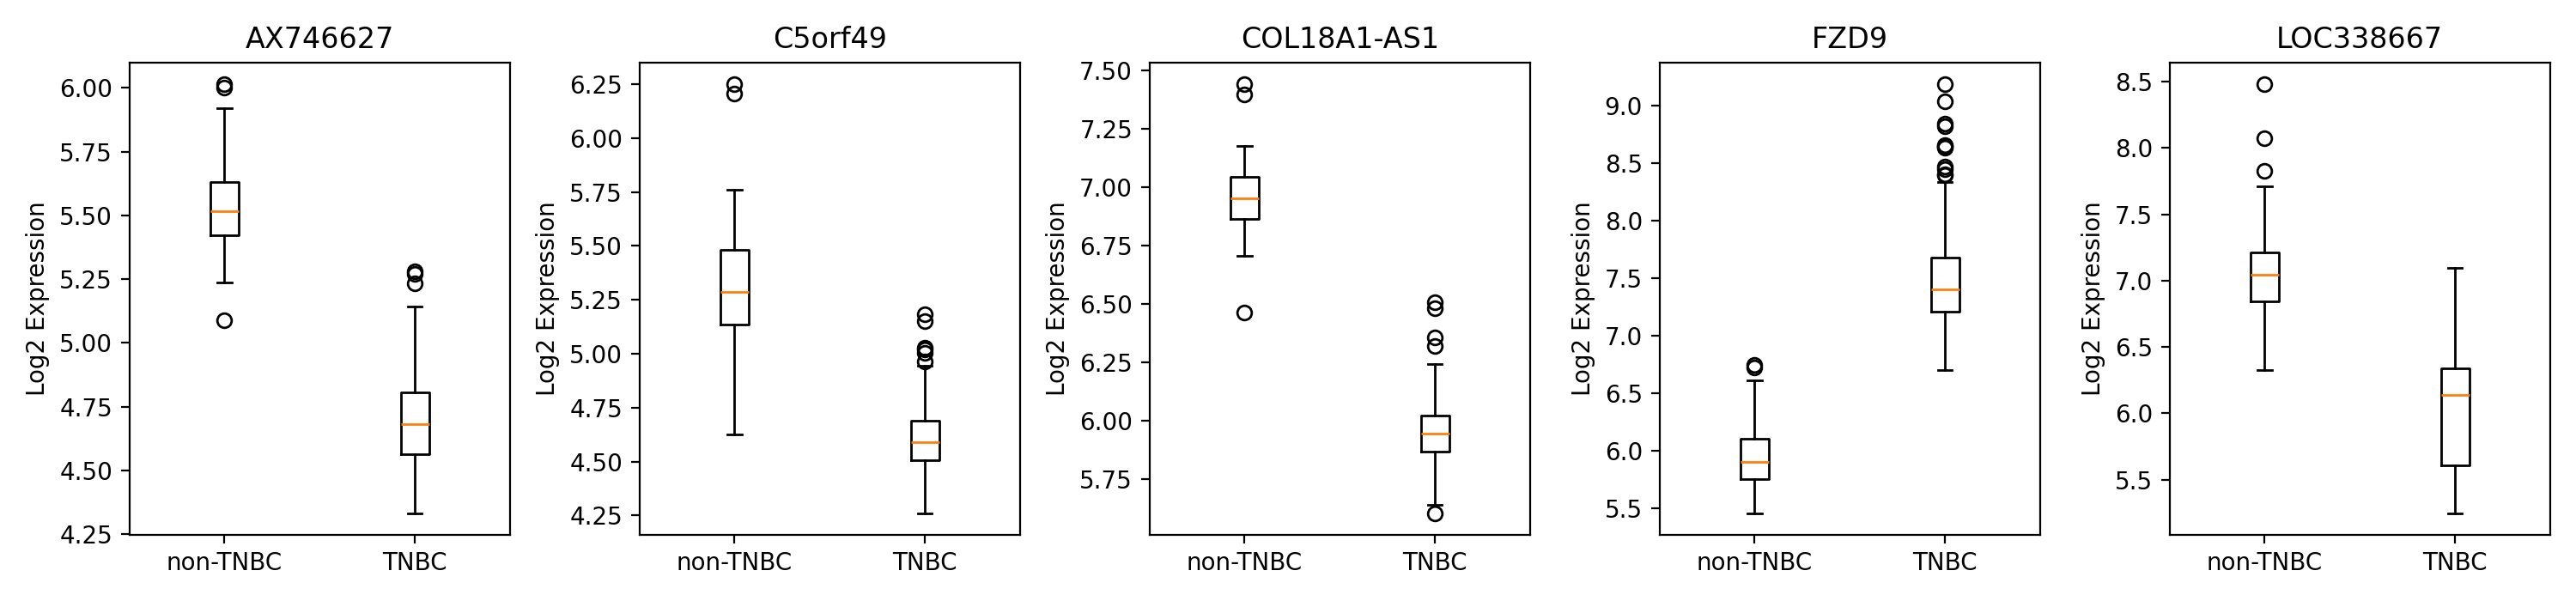 AX746627
C5orf49
COL18A1-AS1
FZD9
LOC338667
Log2 Expression
6.00
5.75
5.50
5.25
5.00
4.75
4.50
4.25
non-TNBC
TNBC
Log2 Expression
6.25
6.00
5.75
5.50
5.25
5.00
4.75
4.50
4.25
non-TNBC
TNBC
Log2 Expression
7.50
7.25
7.00
6.75
6.50
6.25
6.00
5.75
non-TNBC
TNBC
Log2 Expression
9.0
8.5
8.0
7.5
7.0
6.5
6.0
5.5
non-TNBC
TNBC
Log2 Expression
8.5
8.0
7.5
7.0
6.5
6.0
5.5
non-TNBC
TNBC